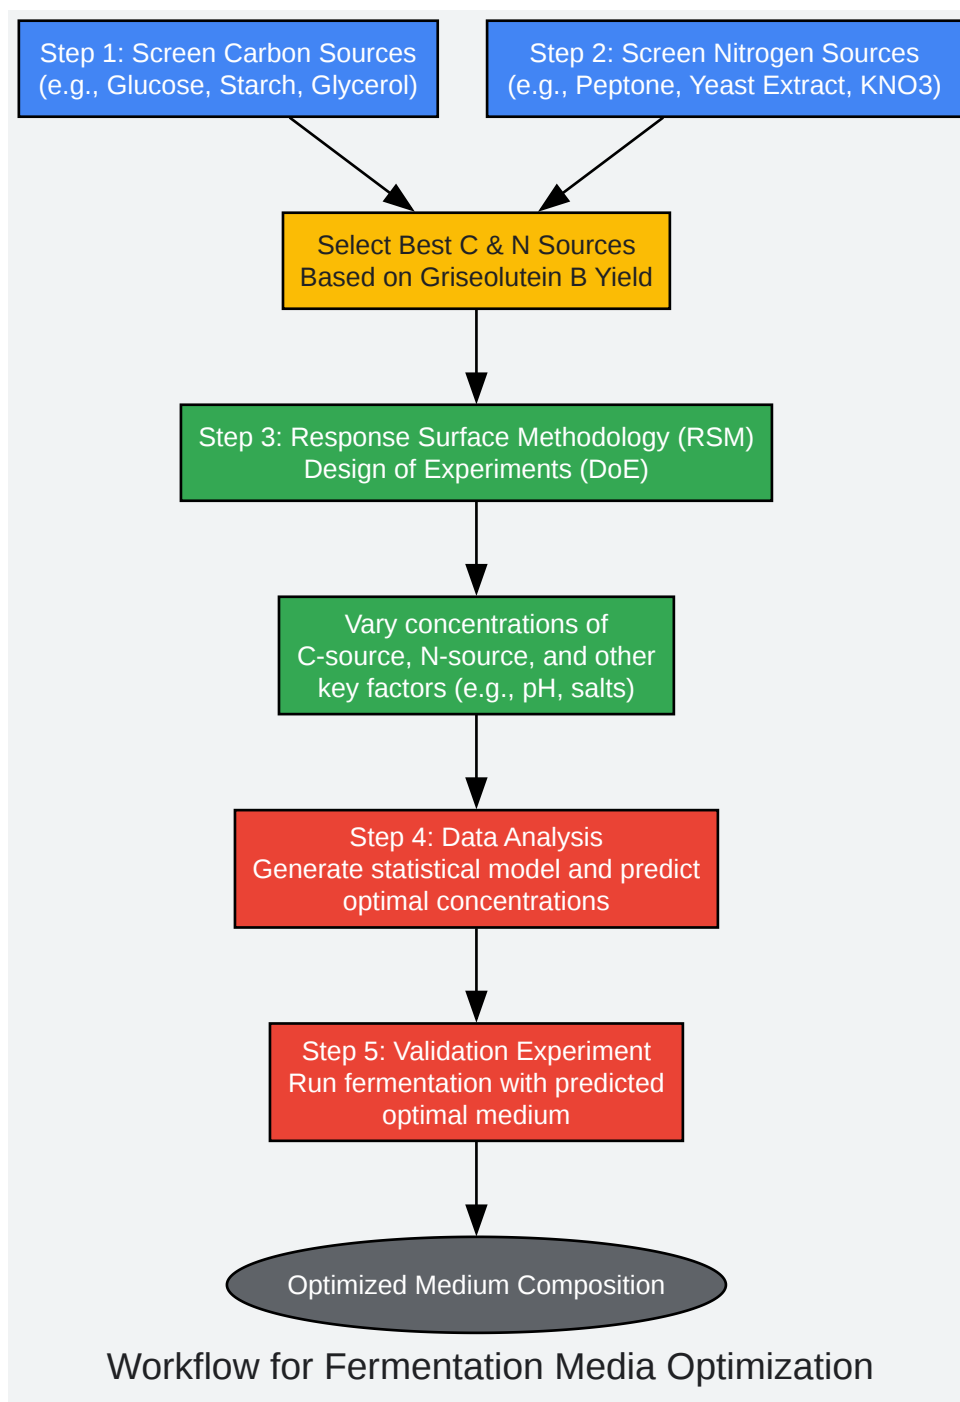 Step 1: Screen Carbon Sources
(e.g., Glucose, Starch, Glycerol)
Step 2: Screen Nitrogen Sources
(e.g., Peptone, Yeast Extract, KNO3)
Select Best C & N Sources
Based on Griseolutein B Yield
Step 3: Response Surface Methodology (RSM)
Design of Experiments (DoE)
Vary concentrations of
C-source, N-source, and other
key factors (e.g., pH, salts)
Step 4: Data Analysis
Generate statistical model and predict
optimal concentrations
Step 5: Validation Experiment
Run fermentation with predicted
optimal medium
Optimized Medium Composition
Workflow for Fermentation Media Optimization